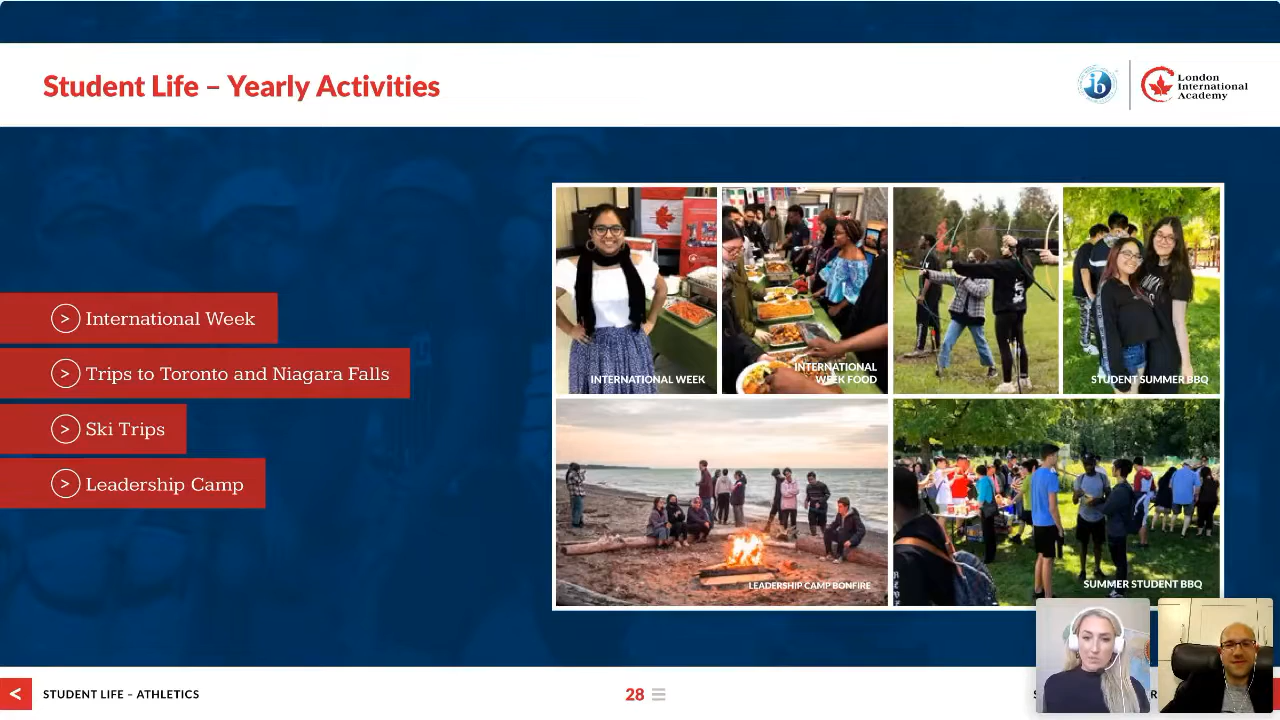 Student Life – Yearly Activities
ib
London
International
Academy
> International Week
> Trips to Toronto and Niagara Falls
> Ski Trips
> Leadership Camp
INTERNATIONAL WEEK
INTERNATIONAL
WEEK FOOD
STUDENT SUMMER BBQ
LEADERSHIP CAMP BONFIRE
SUMMER STUDENT BBQ
< STUDENT LIFE – ATHLETICS
28